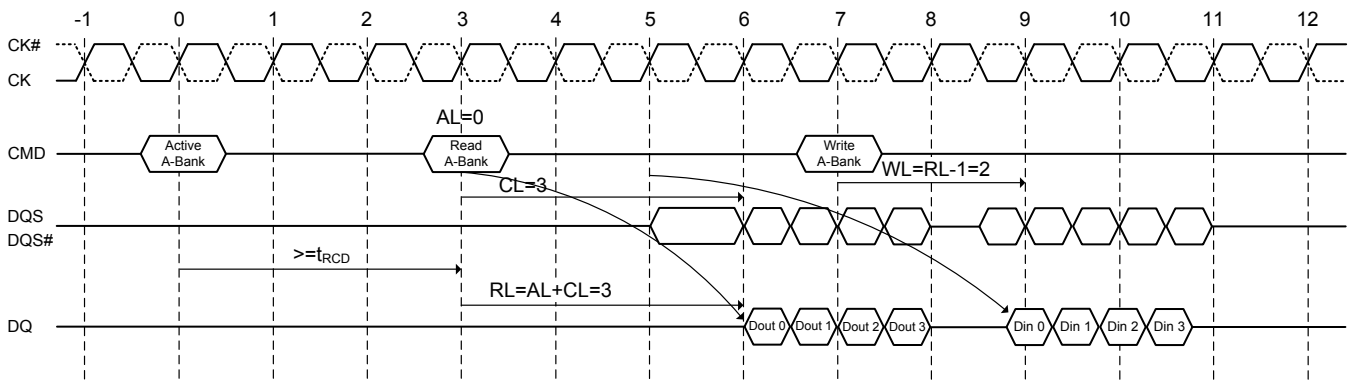 -1 0 1 2 3 4 5 6 7 8 9 10 11 12
CK#
CK
AL=0
CMD Active A-Bank Read A-Bank Write A-Bank
WL=RL-1=2
CL=3
DQS
DQS#
>=tRCD
RL=AL+CL=3
DQ Dout 0 Dout 1 Dout 2 Dout 3 Din 0 Din 1 Din 2 Din 3